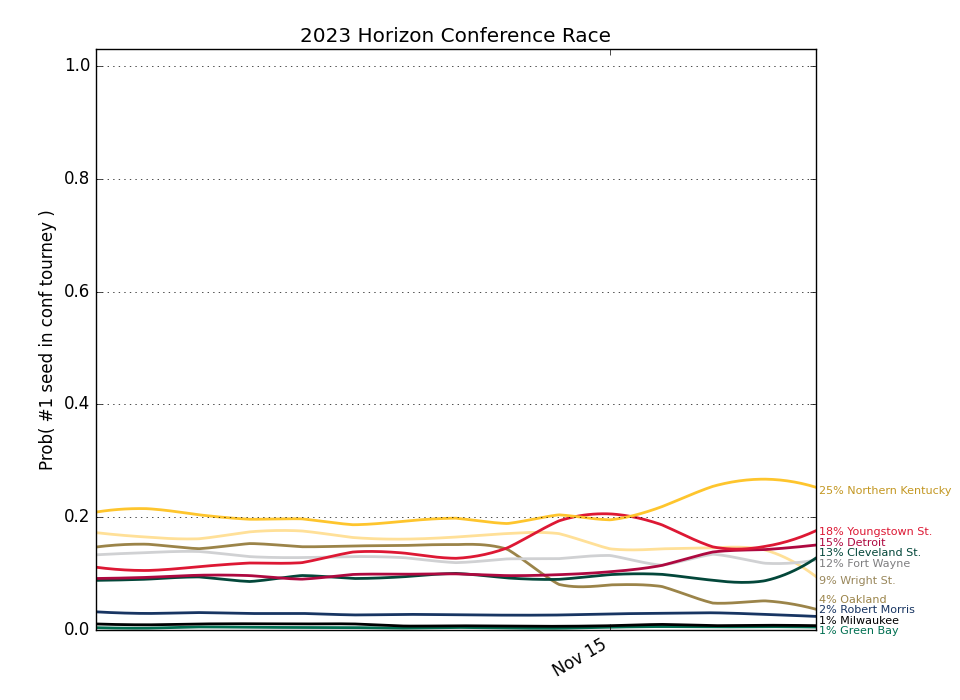 2023 Horizon Conference Race
Prob( #1 seed in conf tourney )
1.0
0.8
0.6
0.4
0.2
0.0
Nov 15
25% Northern Kentucky
18% Youngstown St.
15% Detroit
13% Cleveland St.
12% Fort Wayne
9% Wright St.
4% Oakland
2% Robert Morris
1% Milwaukee
1% Green Bay